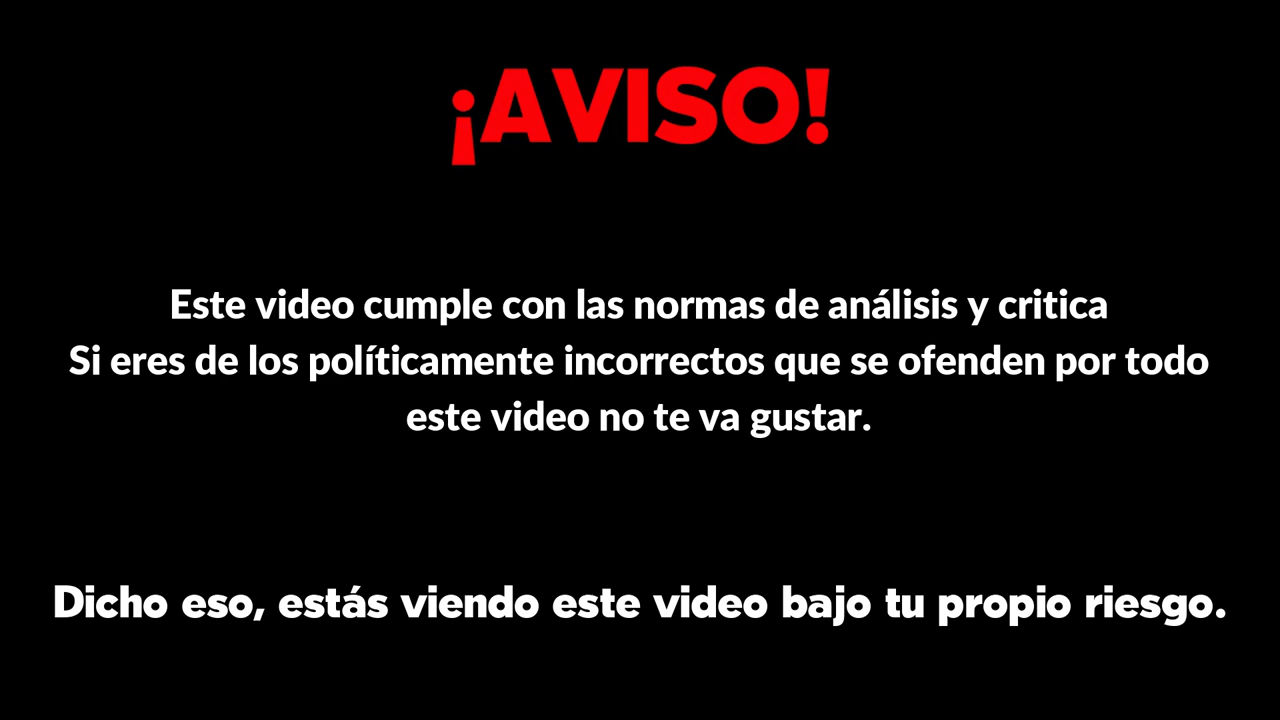 ¡AVISO!
Este video cumple con las normas de análisis y critica
Si eres de los políticamente incorrectos que se ofenden por todo
este video no te va gustar.
Dicho eso, estás viendo este video bajo tu propio riesgo.